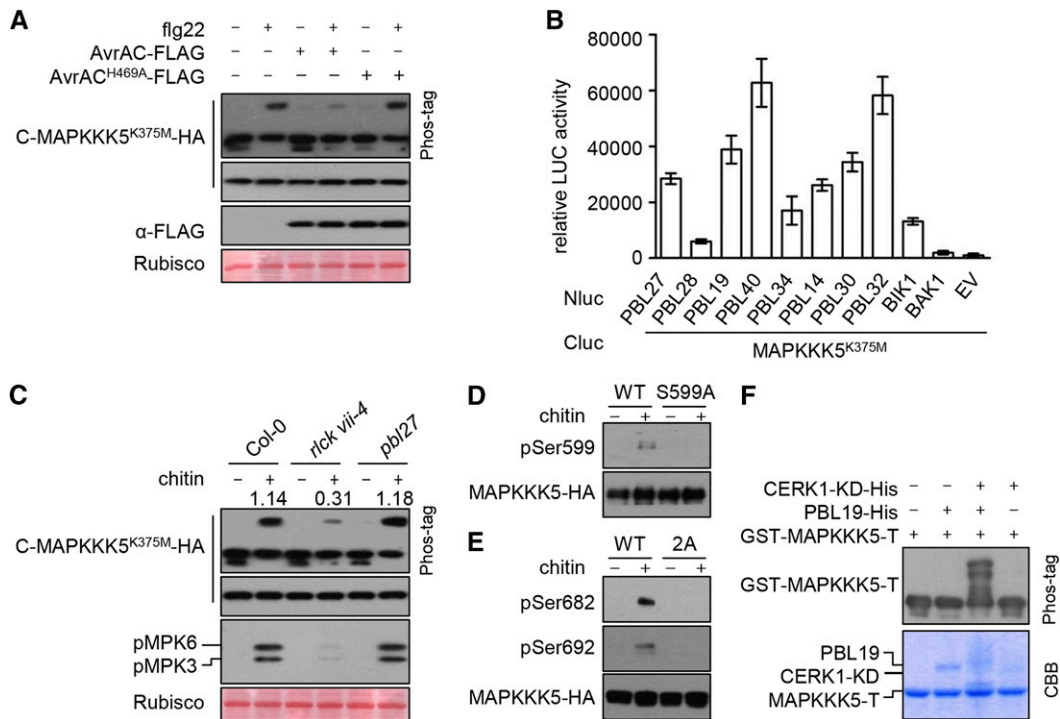 A
flg22 – + – + – +
AvrAC-FLAG + +
AvrAC^H469A-FLAG + +
C-MAPKKK5^K375M-HA
Phos-tag
α-FLAG
Rubisco
B
relative LUC activity
80000
60000
40000
20000
0
Nluc PBL27 PBL28 PBL19 PBL40 PBL34 PBL14 PBL30 PBL32 BIK1 BAK1 EV
Cluc MAPKKK5^K375M
C
Col-0 rlck vii-4 pbl27
chitin – + – + – +
1.14 0.31 1.18
C-MAPKKK5^K375M-HA
Phos-tag
pMPK6
pMPK3
Rubisco
D
WT S599A
chitin – + – +
pSer599
MAPKKK5-HA
E
WT 2A
chitin – + – +
pSer682
pSer692
MAPKKK5-HA
F
CERK1-KD-His + +
PBL19-His + +
GST-MAPKKK5-T + + + +
GST-MAPKKK5-T
Phos-tag
PBL19
CERK1-KD
MAPKKK5-T
CBB